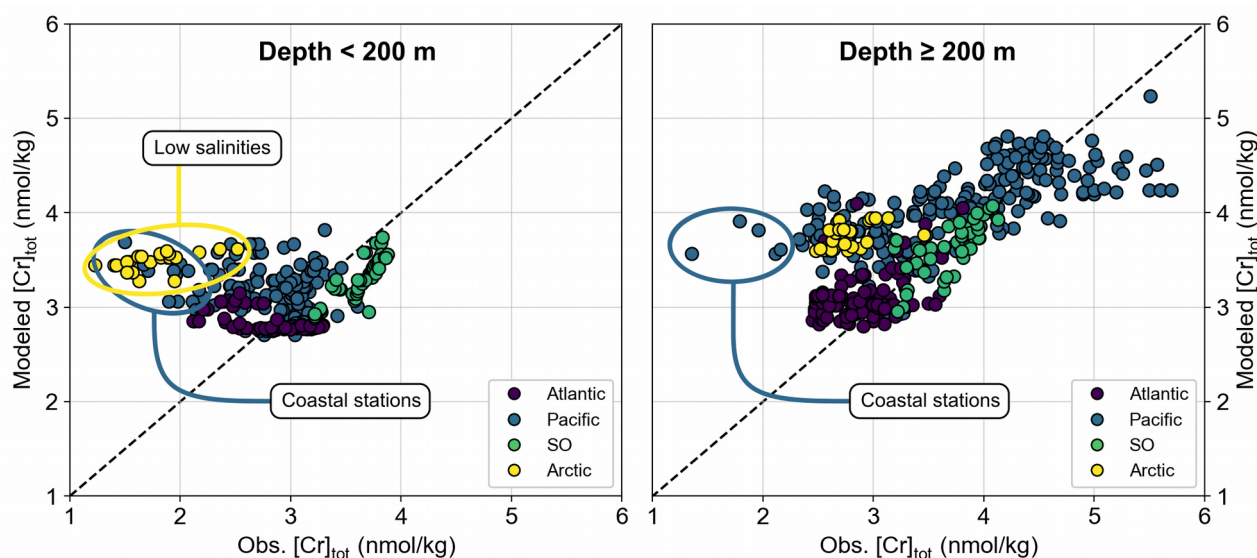 Depth < 200 m
Depth ≥ 200 m
6
5
4
3
2
1
Modeled [Cr]tot (nmol/kg)
Low salinities
Coastal stations
Atlantic
Pacific
SO
Arctic
1 2 3 4 5 6
Obs. [Cr]tot (nmol/kg)
Coastal stations
Atlantic
Pacific
SO
Arctic
1 2 3 4 5 6
Obs. [Cr]tot (nmol/kg)
6
5
4
3
2
1
Modeled [Cr]tot (nmol/kg)